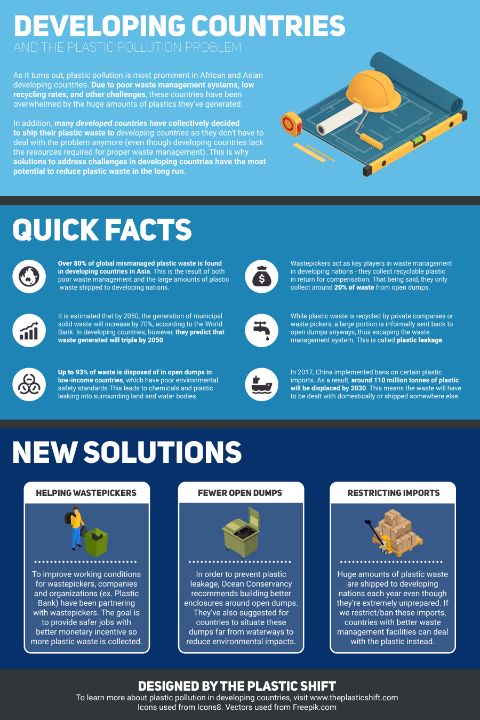 DEVELOPING COUNTRIES
AND THE PLASTIC POLLUTION PROBLEM
As it turns out, plastic pollution is most prominent in African and Asian
developing countries. Due to poor waste management systems, low
recycling rates, and other challenges, these countries have been
overwhelmed by the huge amounts of plastics they've generated.
In addition, many developed countries have collectively decided
to ship their plastic waste to developing countries so they don't have to
deal with the problem anymore (even though developing countries lack
the resources required for proper waste management). This is why
solutions to address challenges in developing countries have the most
potential to reduce plastic waste in the long run.
QUICK FACTS
Over 80% of global mismanaged plastic waste is found
in developing countries in Asia. This is the result of both
poor waste management and the large amounts of plastic
waste shipped to developing nations.
Wastepickers act as key players in waste management
in developing nations - they collect recyclable plastic
in return for compensation. That being said, they only
collect around 20% of waste from open dumps.
It is estimated that by 2050, the generation of municipal
solid waste will increase by 70%, according to the World
Bank. In developing countries, however, they predict that
waste generated will triple by 2050.
While plastic waste is recycled by private companies or
waste pickers, a large portion is informally sent back to
open dumps anyways, thus escaping the waste
management system. This is called plastic leakage.
Up to 93% of waste is disposed of in open dumps in
low-income countries, which have poor environmental
safety standards. This leads to chemicals and plastic
leaking into surrounding land and water bodies.
In 2017, China implemented bans on certain plastic
imports. As a result, around 110 million tonnes of plastic
will be displaced by 2030. This means the waste will have
to be dealt with domestically or shipped somewhere else.
NEW SOLUTIONS
HELPING WASTEPICKERS
To improve working conditions
for wastepickers, companies
and organizations (ex. Plastic
Bank) have been partnering
with wastepickers. The goal is
to provide safer jobs with
better monetary incentive so
more plastic waste is collected.
FEWER OPEN DUMPS
In order to prevent plastic
leakage, Ocean Conservancy
recommends building better
enclosures around open dumps.
They've also suggested for
countries to situate these
dumps far from waterways to
reduce environmental impacts.
RESTRICTING IMPORTS
Huge amounts of plastic waste
are shipped to developing
nations each year even though
they're extremely unprepared. If
we restrict/ban these imports,
countries with better waste
management facilities can deal
with the plastic instead.
DESIGNED BY THE PLASTIC SHIFT
To learn more about plastic pollution in developing countries, visit www.theplasticshift.com
Icons used from Icons8. Vectors used from Freepik.com